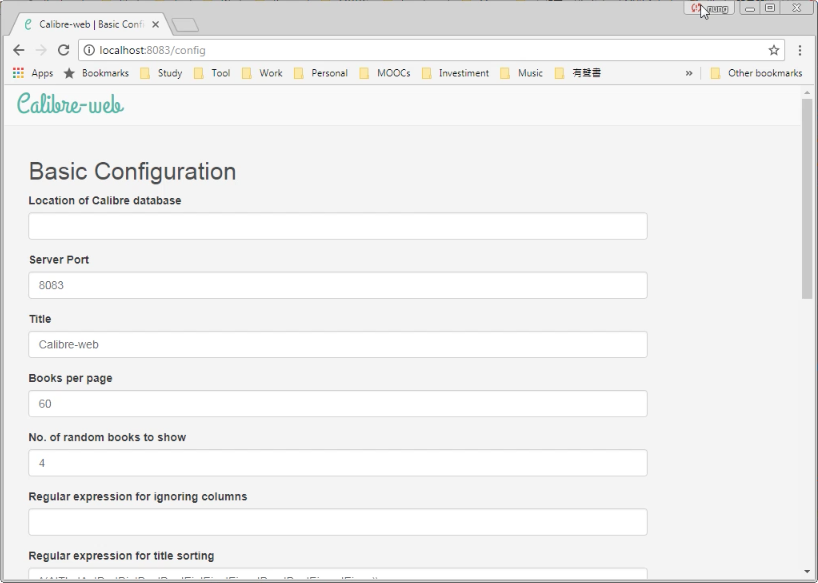 Calibre-web | Basic Confi
localhost:8083/config
Apps Bookmarks Study Tool Work Personal MOOCs Investiment Music 有聲書 » Other bookmarks
Calibre-web
Basic Configuration
Location of Calibre database
Server Port
8083
Title
Calibre-web
Books per page
60
No. of random books to show
4
Regular expression for ignoring columns
Regular expression for title sorting